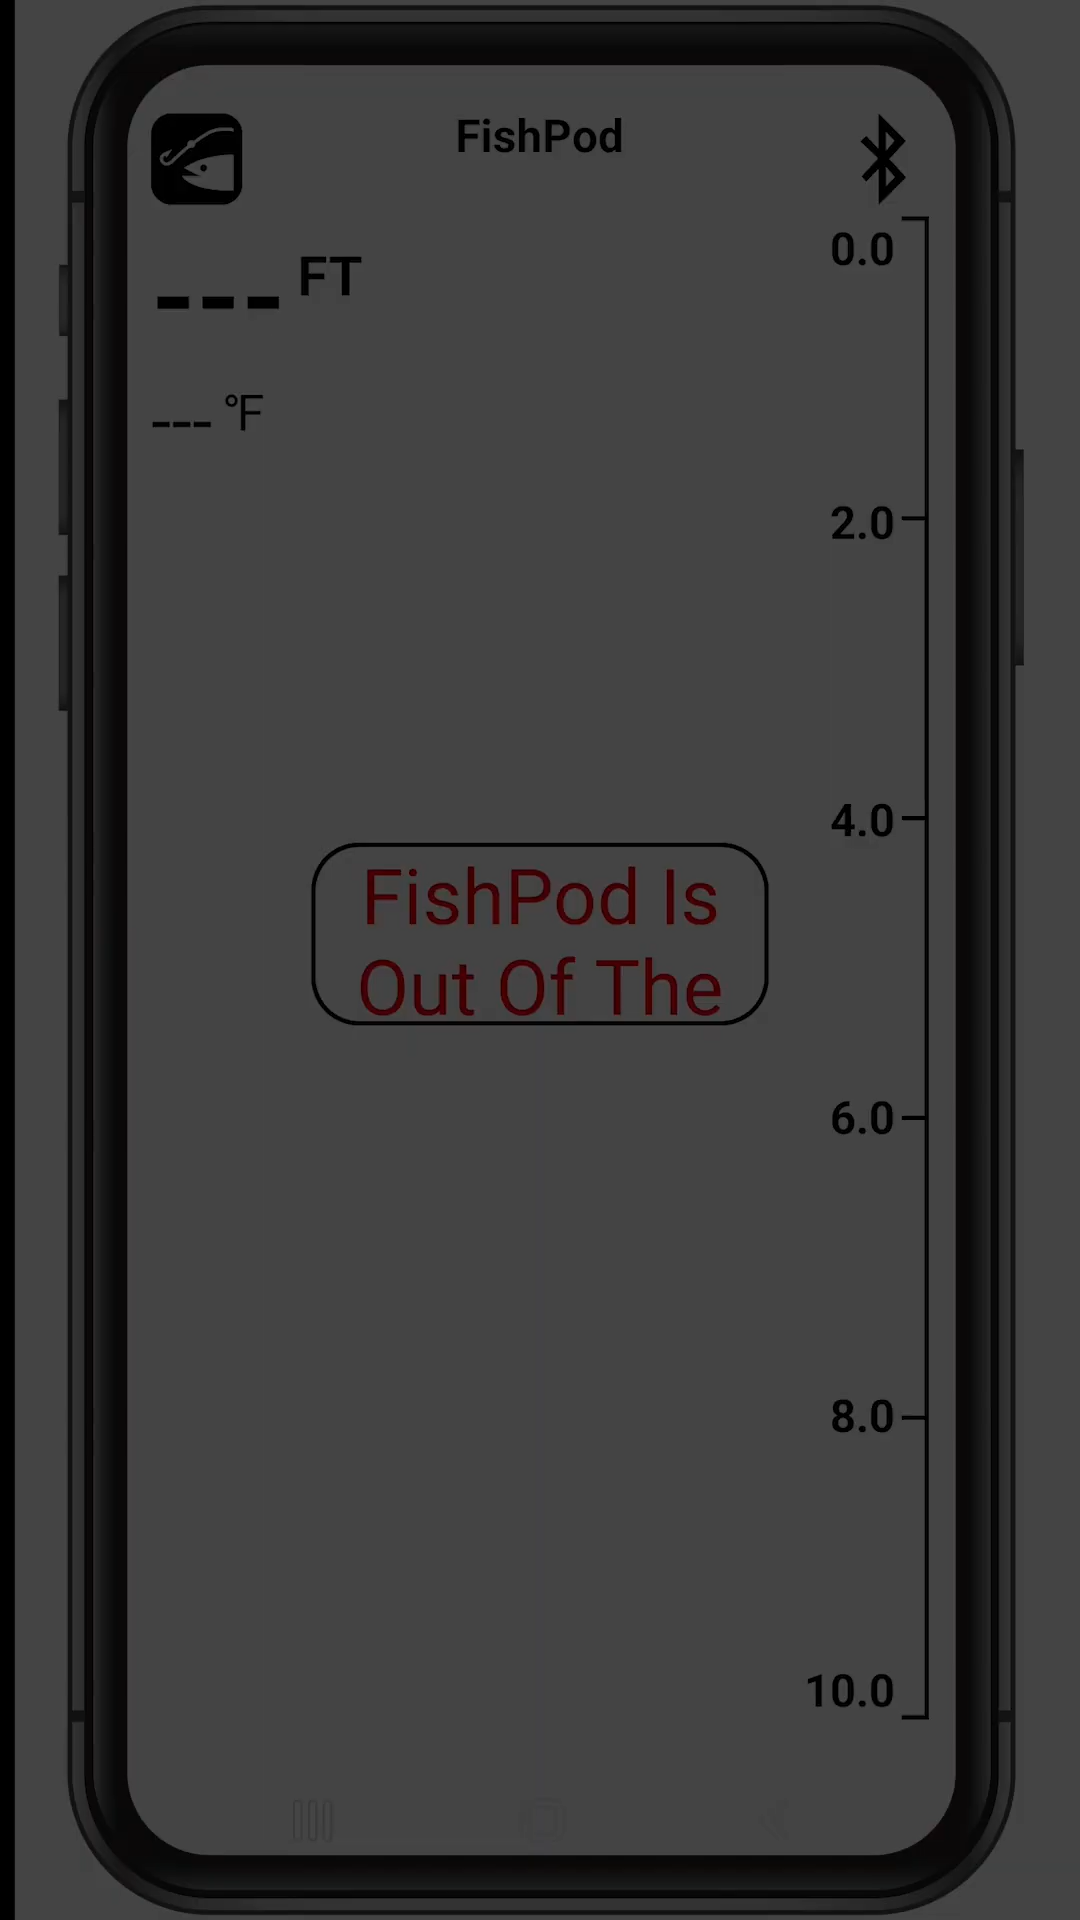 FishPod
--- FT
--- °F
0.0
2.0
4.0
FishPod Is
Out Of The
6.0
8.0
10.0